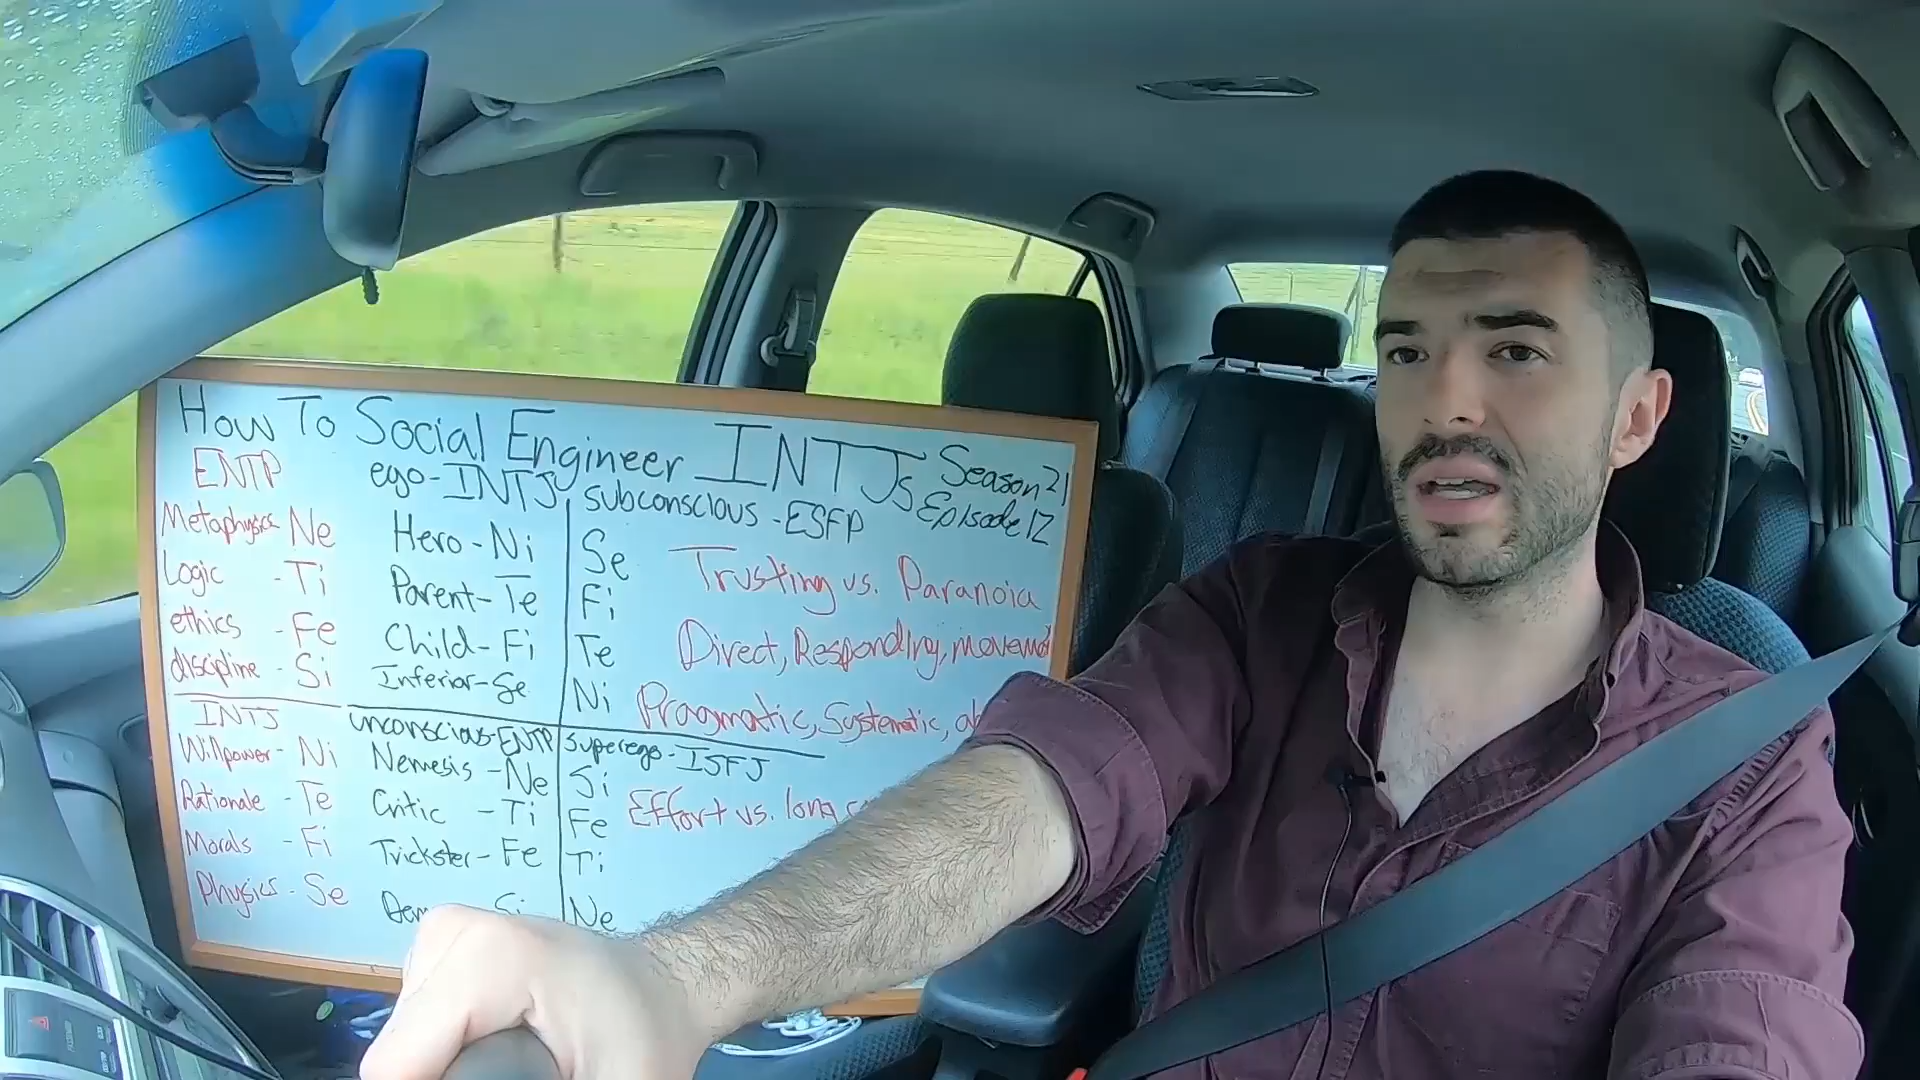 How To Social Engineer INTJs Season 21
Episode 12
ENTP ego-INTJ subconscious-ESFP
Metaphysics Ne Hero-Ni Se Trusting vs. Paranoia
Logic -Ti Parent-Te Fi
ethics -Fe Child-Fi Te Direct, Responding,
discipline -Si Inferior-Se Ni Pragmatic, Systematic,
INTJ unconscious-ENTP superego-ISFJ
Willpower-Ni Nemesis-Ne Si
Rationale-Te Critic -Ti Fe Effort vs. long
Morals -Fi Trickster-Fe Ti
Physics-Se Si Ne